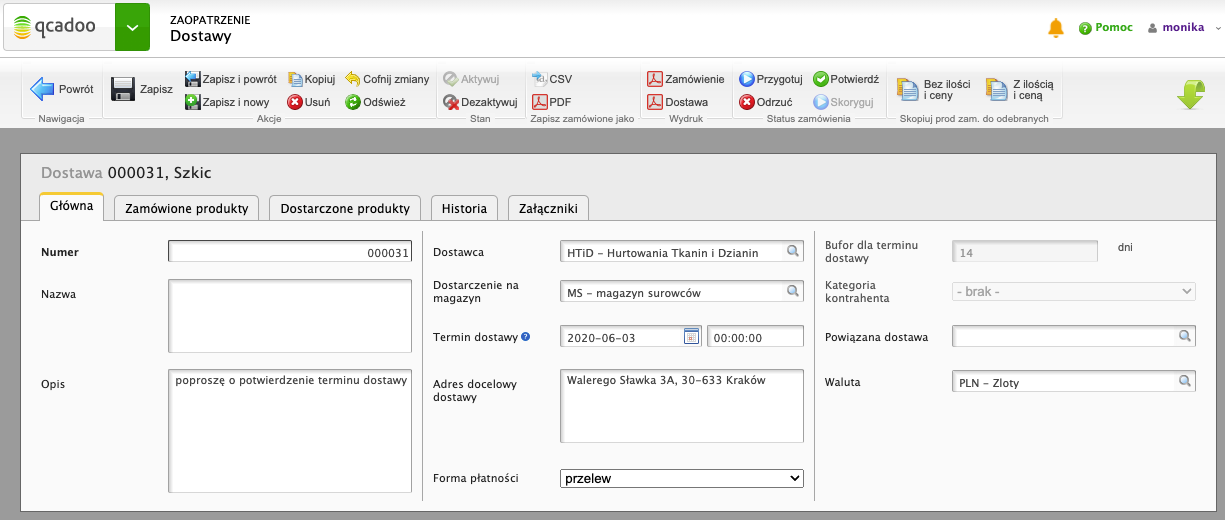 qcadoo
ZAOPATRZENIE
Dostawy
Pomoc
monika
Powrót
Nawigacja
Zapisz
Zapisz i powrót
Kopiuj
Cofnij zmiany
Zapisz i nowy
Usuń
Odśwież
Akcje
Aktywuj
Dezaktywuj
Stan
CSV
PDF
Zapisz zamówione jako
Zamówienie
Dostawa
Wydruk
Przygotuj
Potwierdź
Odrzuć
Skoryguj
Status zamówienia
Bez ilości
i ceny
Z ilością
i ceną
Skopiuj prod zam. do odebranych
Dostawa 000031, Szkic
Główna
Zamówione produkty
Dostarczone produkty
Historia
Załączniki
Numer
000031
Nazwa
Opis
poproszę o potwierdzenie terminu dostawy
Dostawca
HTiD - Hurtowania Tkanin i Dzianin
Dostarczenie na
magazyn
MS - magazyn surowców
Termin dostawy
2020-06-03
00:00:00
Adres docelowy
dostawy
Walerego Sławka 3A, 30-633 Kraków
Forma płatności
przelew
Bufor dla terminu
dostawy
14
dni
Kategoria
kontrahenta
- brak -
Powiązana dostawa
Waluta
PLN - Zloty